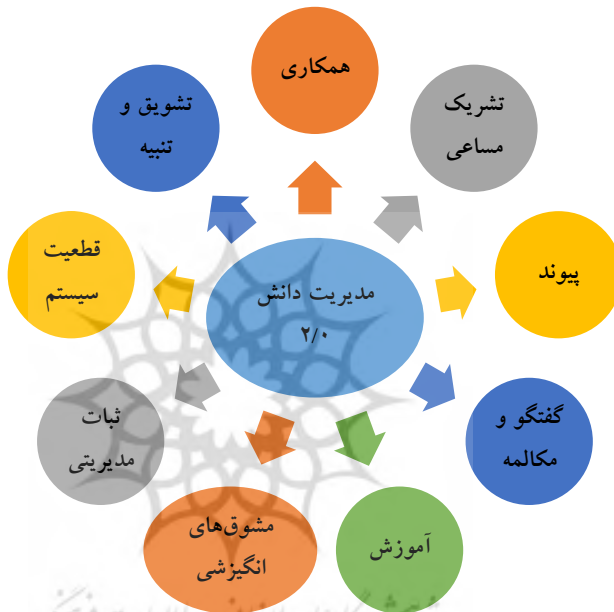 همکاری
تشریک
مساعی
پیوند
گفتگو و
مکالمه
آموزش
مشوق‌های
انگیزشی
ثبات
مدیریتی
قطعیت
سیستم
تشویق و
تنبیه
مدیریت دانش
۲/۰